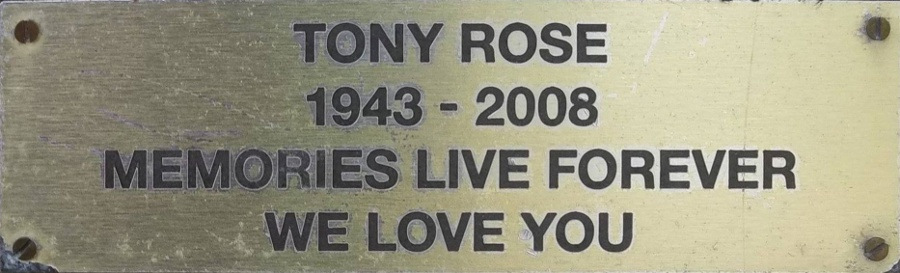 TONY ROSE
1943 - 2008
MEMORIES LIVE FOREVER
WE LOVE YOU